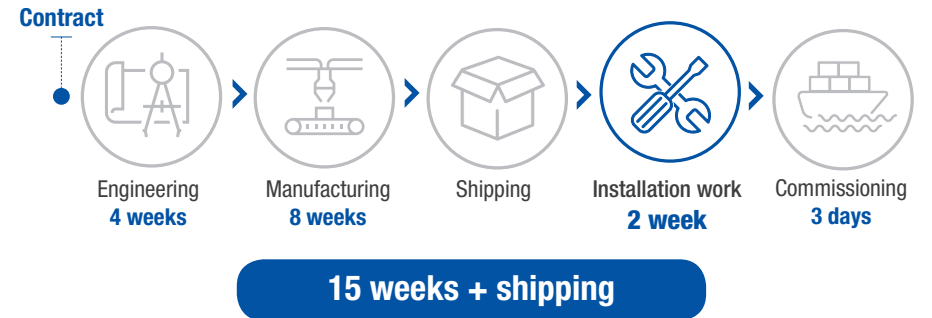 Contract
Engineering
4 weeks
Manufacturing
8 weeks
Shipping
Installation work
2 week
Commissioning
3 days
15 weeks + shipping